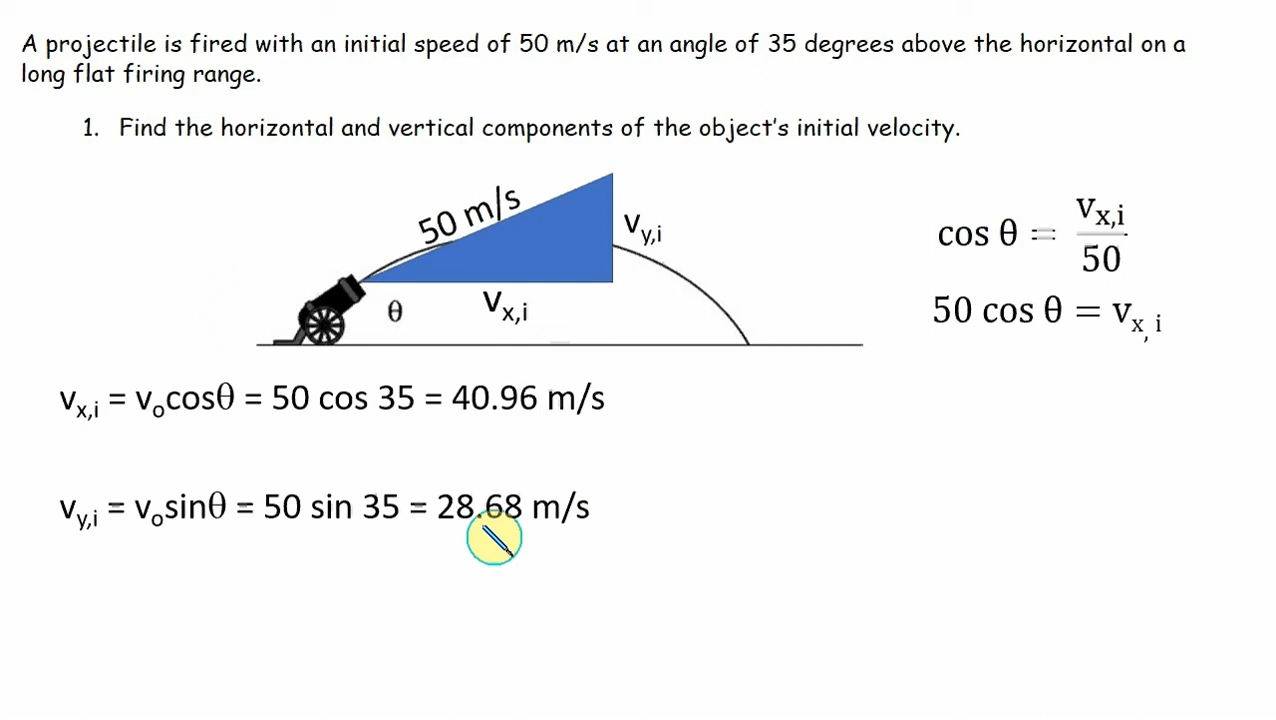 A projectile is fired with an initial speed of 50 m/s at an angle of 35 degrees above the horizontal on a
long flat firing range.
1. Find the horizontal and vertical components of the object's initial velocity.
50 m/s
vy,i
θ
vx,i
cos θ = vx,i / 50
50 cos θ = vx, i
vx,i = vocosθ = 50 cos 35 = 40.96 m/s
vy,i = vosinθ = 50 sin 35 = 28.68 m/s